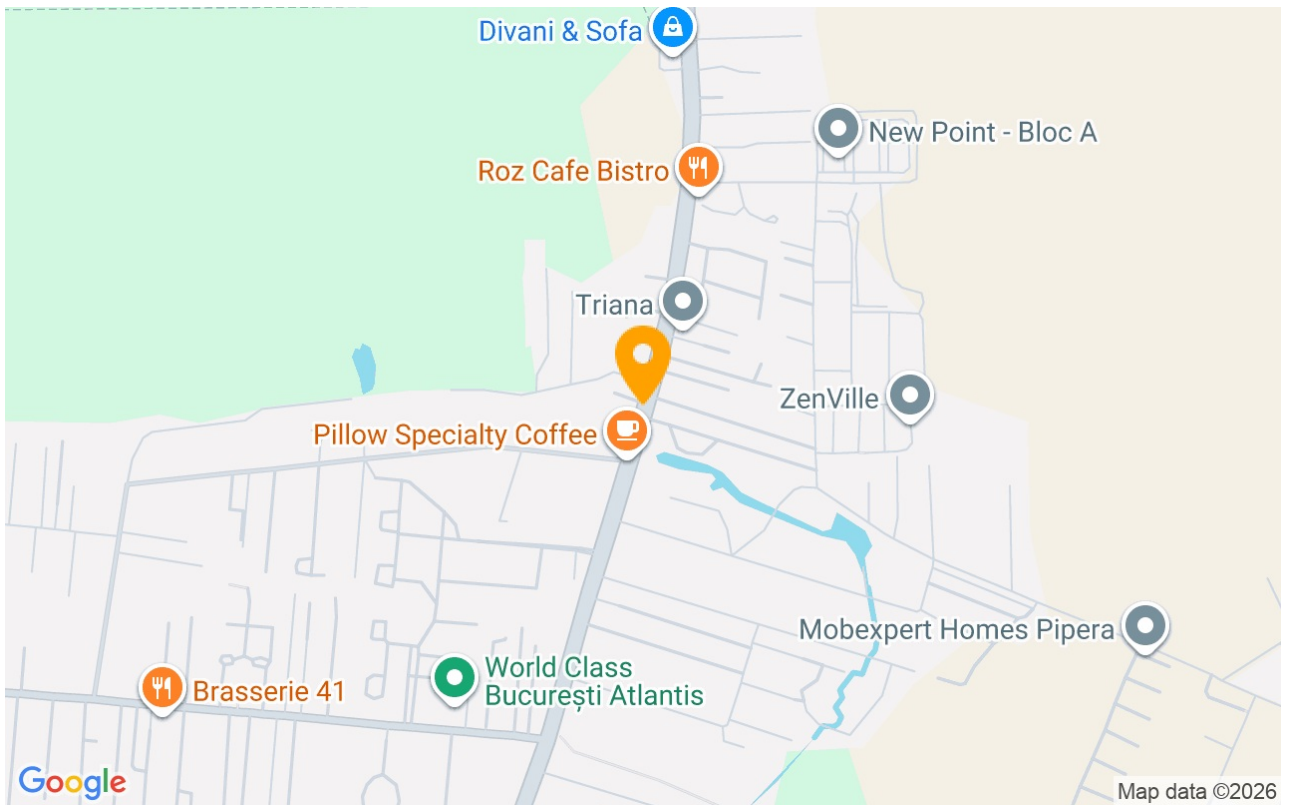 Divani & Sofa
New Point - Bloc A
Roz Cafe Bistro
Triana
ZenVille
Pillow Specialty Coffee
Mobexpert Homes Pipera
World Class
București Atlantis
Brasserie 41
Google
Map data ©2026